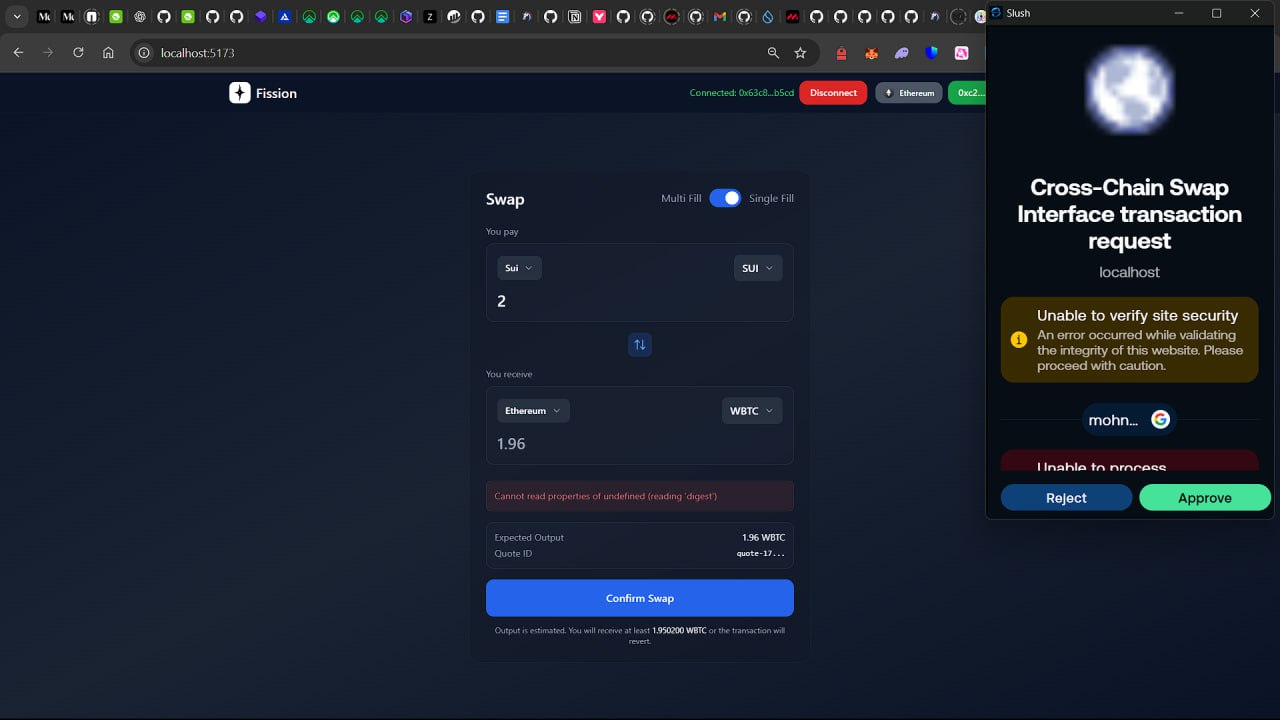 Slush
localhost:5173
Fission
Connected: 0x63c8...b5cd
Disconnect
Ethereum
0xc2...
Swap
Multi Fill
Single Fill
You pay
Sui
SUI
2
You receive
Ethereum
WBTC
1.96
Cannot read properties of undefined (reading 'digest')
Expected Output
1.96 WBTC
Quote ID
quote-17...
Confirm Swap
Output is estimated. You will receive at least 1.950200 WBTC or the transaction will
revert.
Cross-Chain Swap
Interface transaction
request
localhost
Unable to verify site security
An error occurred while validating
the integrity of this website. Please
proceed with caution.
mohn...
Unable to process
Reject
Approve